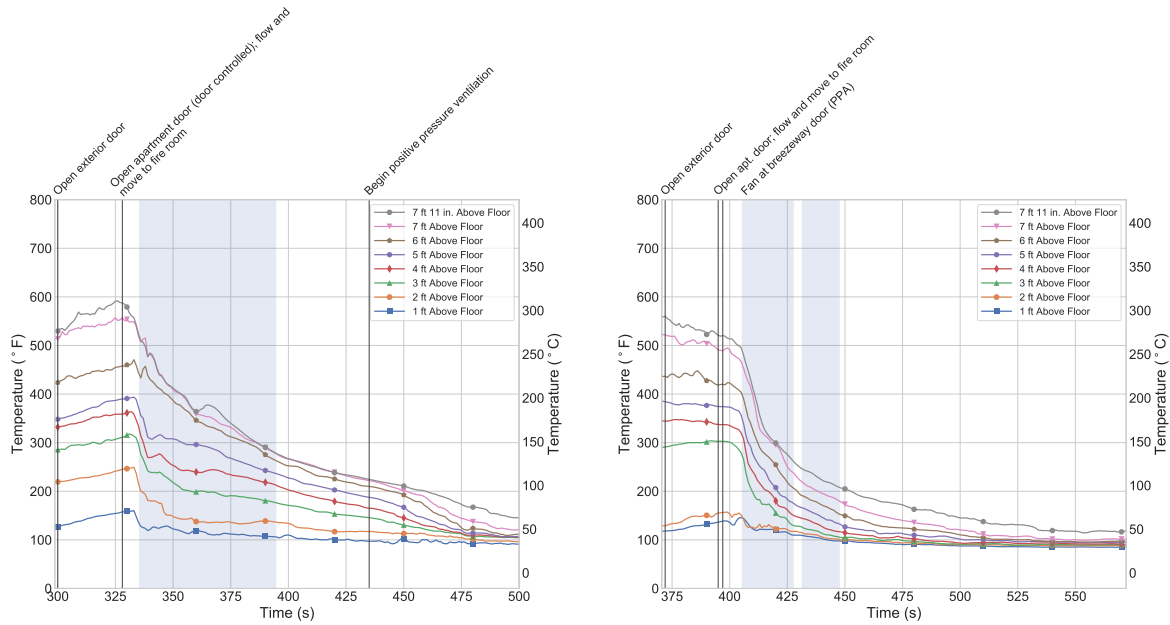 Open exterior door
Open apartment door (door controlled); flow and
move to fire room
Begin positive pressure ventilation
800
700
600
500
400
300
200
100
0
Temperature ( ° F)
400
350
300
250
200
150
100
50
0
Temperature ( ° C)
7 ft 11 in. Above Floor
7 ft Above Floor
6 ft Above Floor
5 ft Above Floor
4 ft Above Floor
3 ft Above Floor
2 ft Above Floor
1 ft Above Floor
300 325 350 375 400 425 450 475 500
Time (s)
Open exterior door
Open apt. door; flow and move to fire room
Fan at breezeway door (PPA)
800
700
600
500
400
300
200
100
0
Temperature ( ° F)
400
350
300
250
200
150
100
50
0
Temperature ( ° C)
7 ft 11 in. Above Floor
7 ft Above Floor
6 ft Above Floor
5 ft Above Floor
4 ft Above Floor
3 ft Above Floor
2 ft Above Floor
1 ft Above Floor
375 400 425 450 475 500 525 550
Time (s)